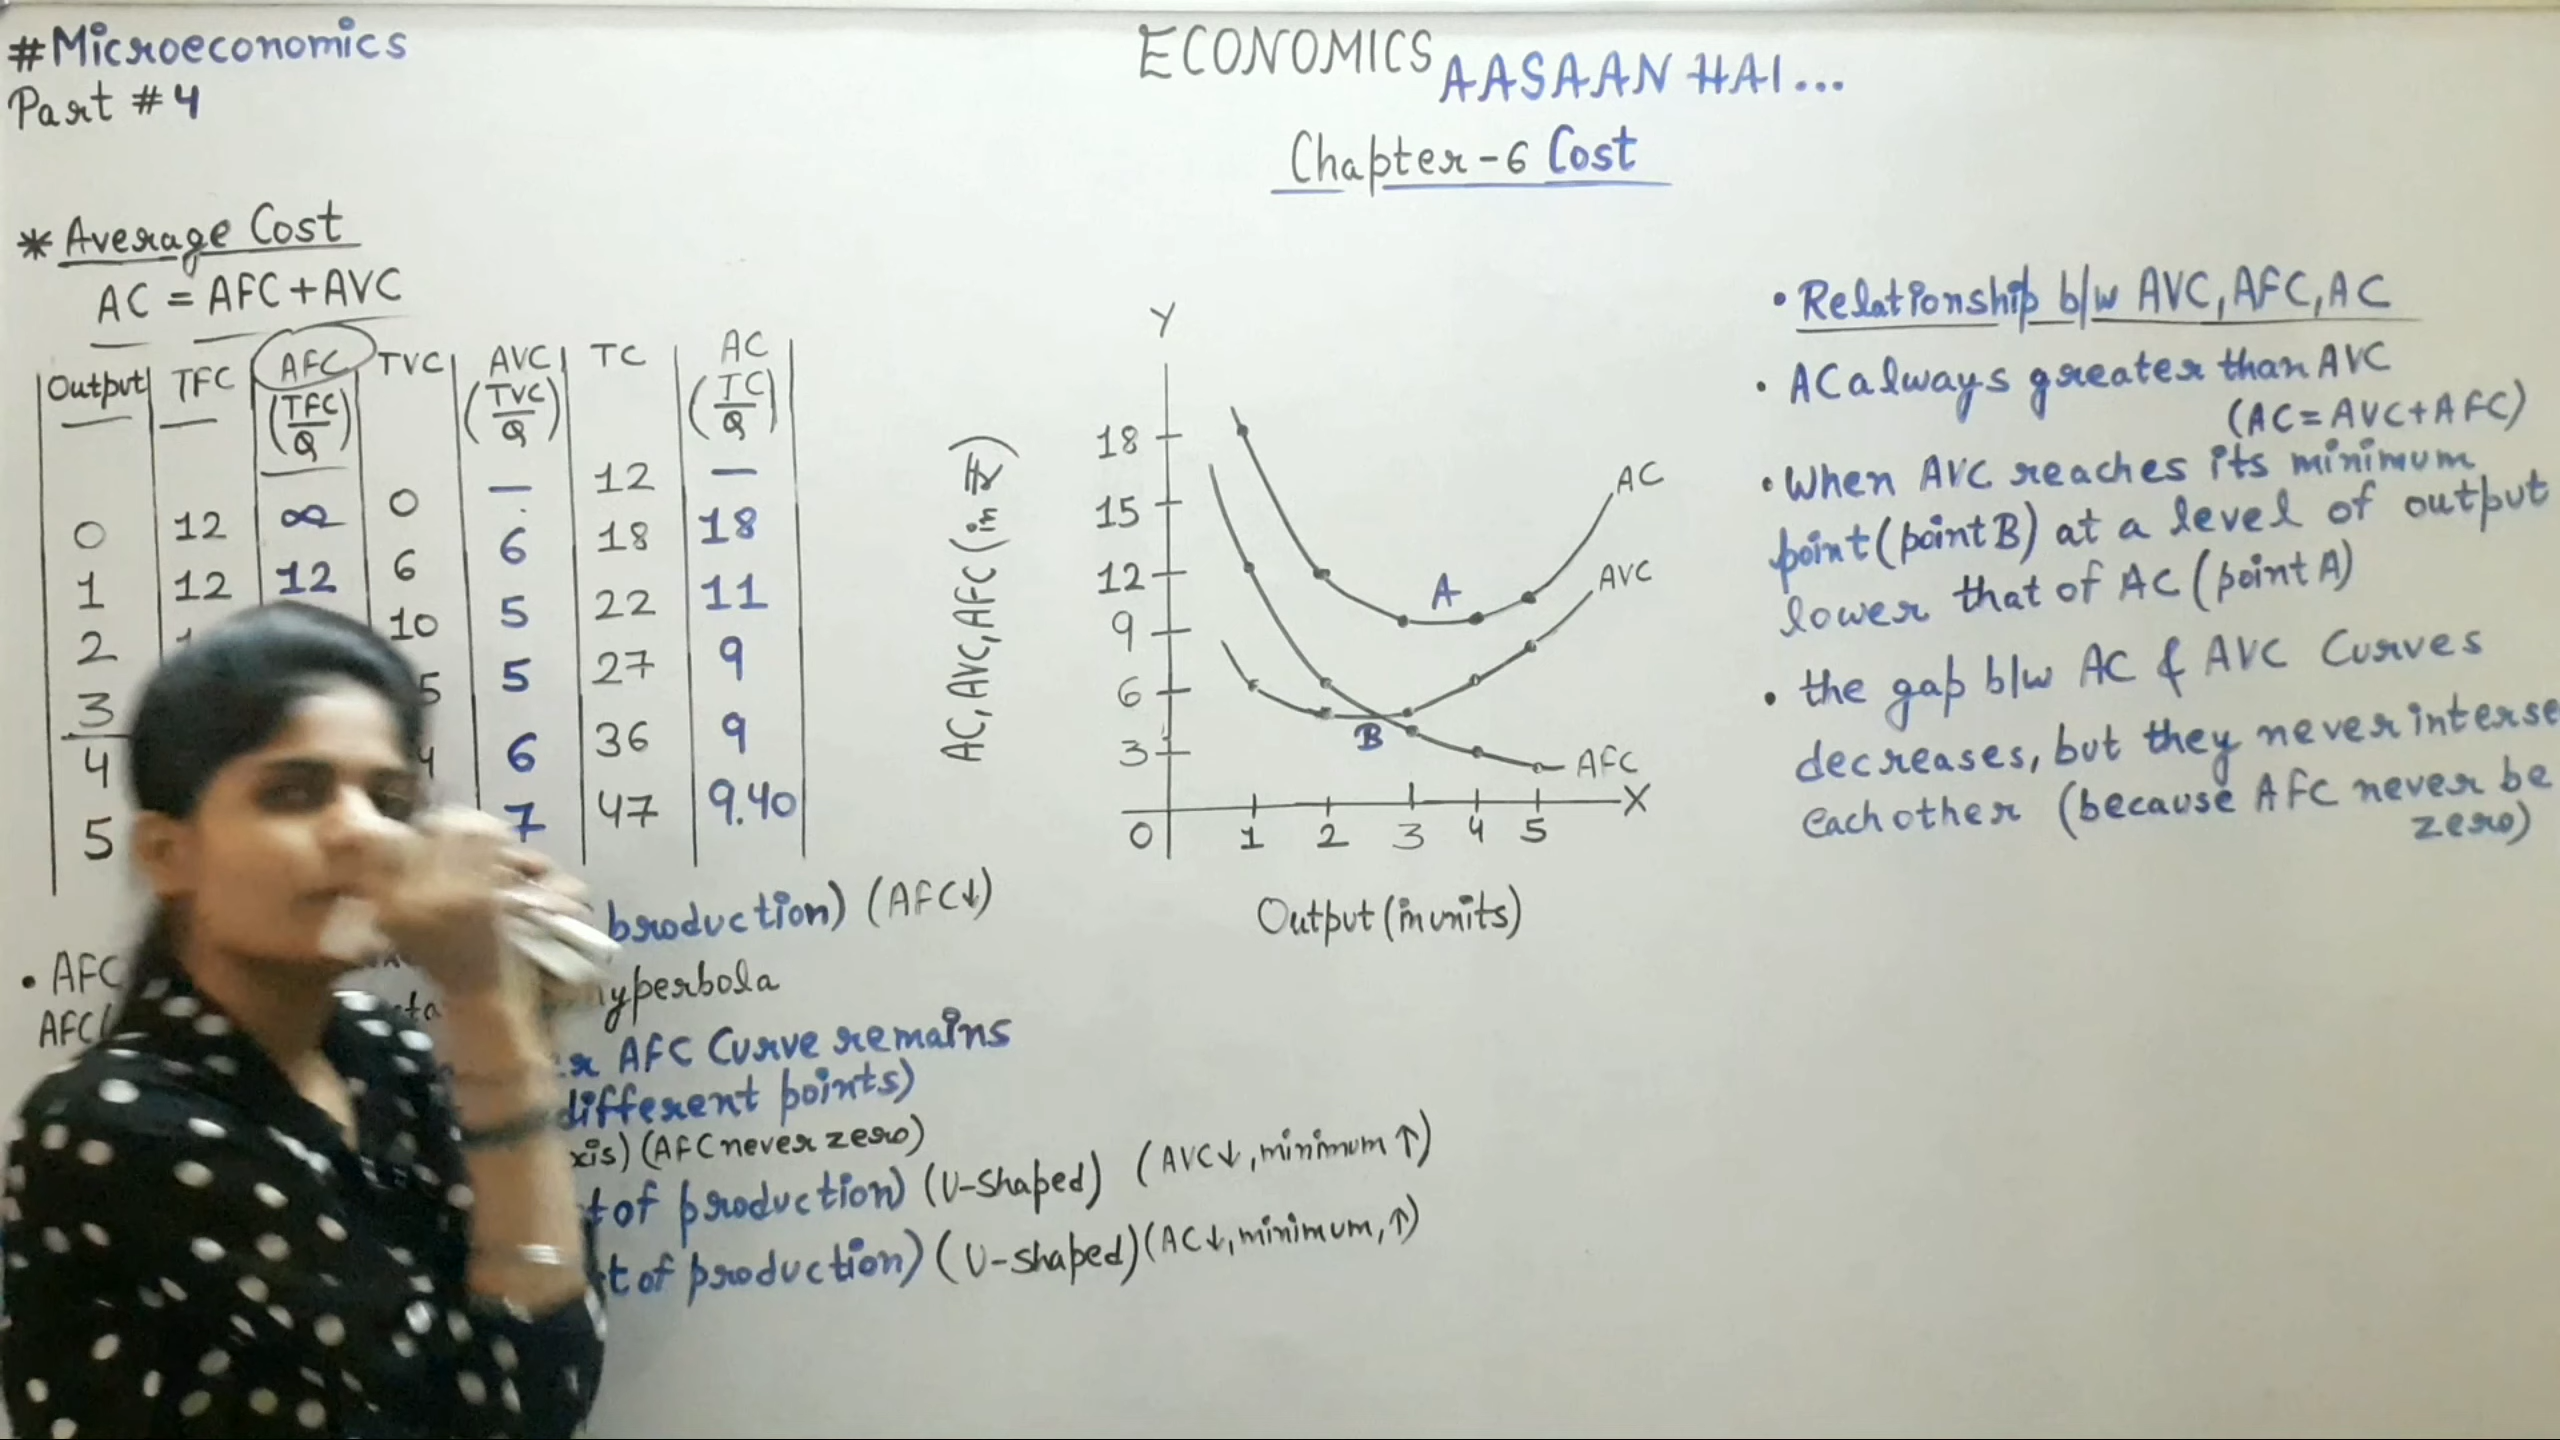 #Microeconomics
Part #4
ECONOMICS AASAAN HAI...
Chapter-6 Cost
* Average Cost
AC = AFC+AVC
Output TFC AFC TVC AVC TC AC
(TFC/Q) (TVC/Q) (TC/Q)
0 12 ∞ 0 — 12 —
1 12 12 6 6 18 18
2 10 5 22 11
3 5 5 27 9
4 4 6 36 9
5 7 47 9.40
production) (AFC↓)
• AFC
AFC hyperbola
AFC Curve remains
different points)
(AFC never zero)
of production) (U-Shaped) (AVC↓, minimum ↑)
of production) (U-Shaped) (AC↓, minimum, ↑)
Y
AC, AVC, AFC (in ₹)
18
15
12
9
6
3
0 1 2 3 4 5
X
AC
AVC
AFC
A
B
Output (in units)
• Relationship b/w AVC, AFC, AC
• AC always greater than AVC
(AC=AVC+AFC)
• When AVC reaches its minimum
point (point B) at a level of output
lower that of AC (point A)
• the gap b/w AC & AVC Curves
decreases, but they never interse
each other (because AFC never be
zero)